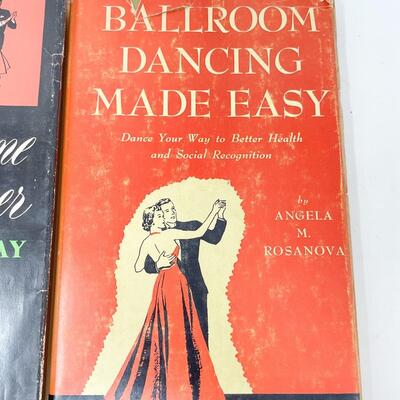 BALLROOM
DANCING
MADE EASY
Dance Your Way to Better Health
and Social Recognition
by
ANGELA
M.
ROSANOVA